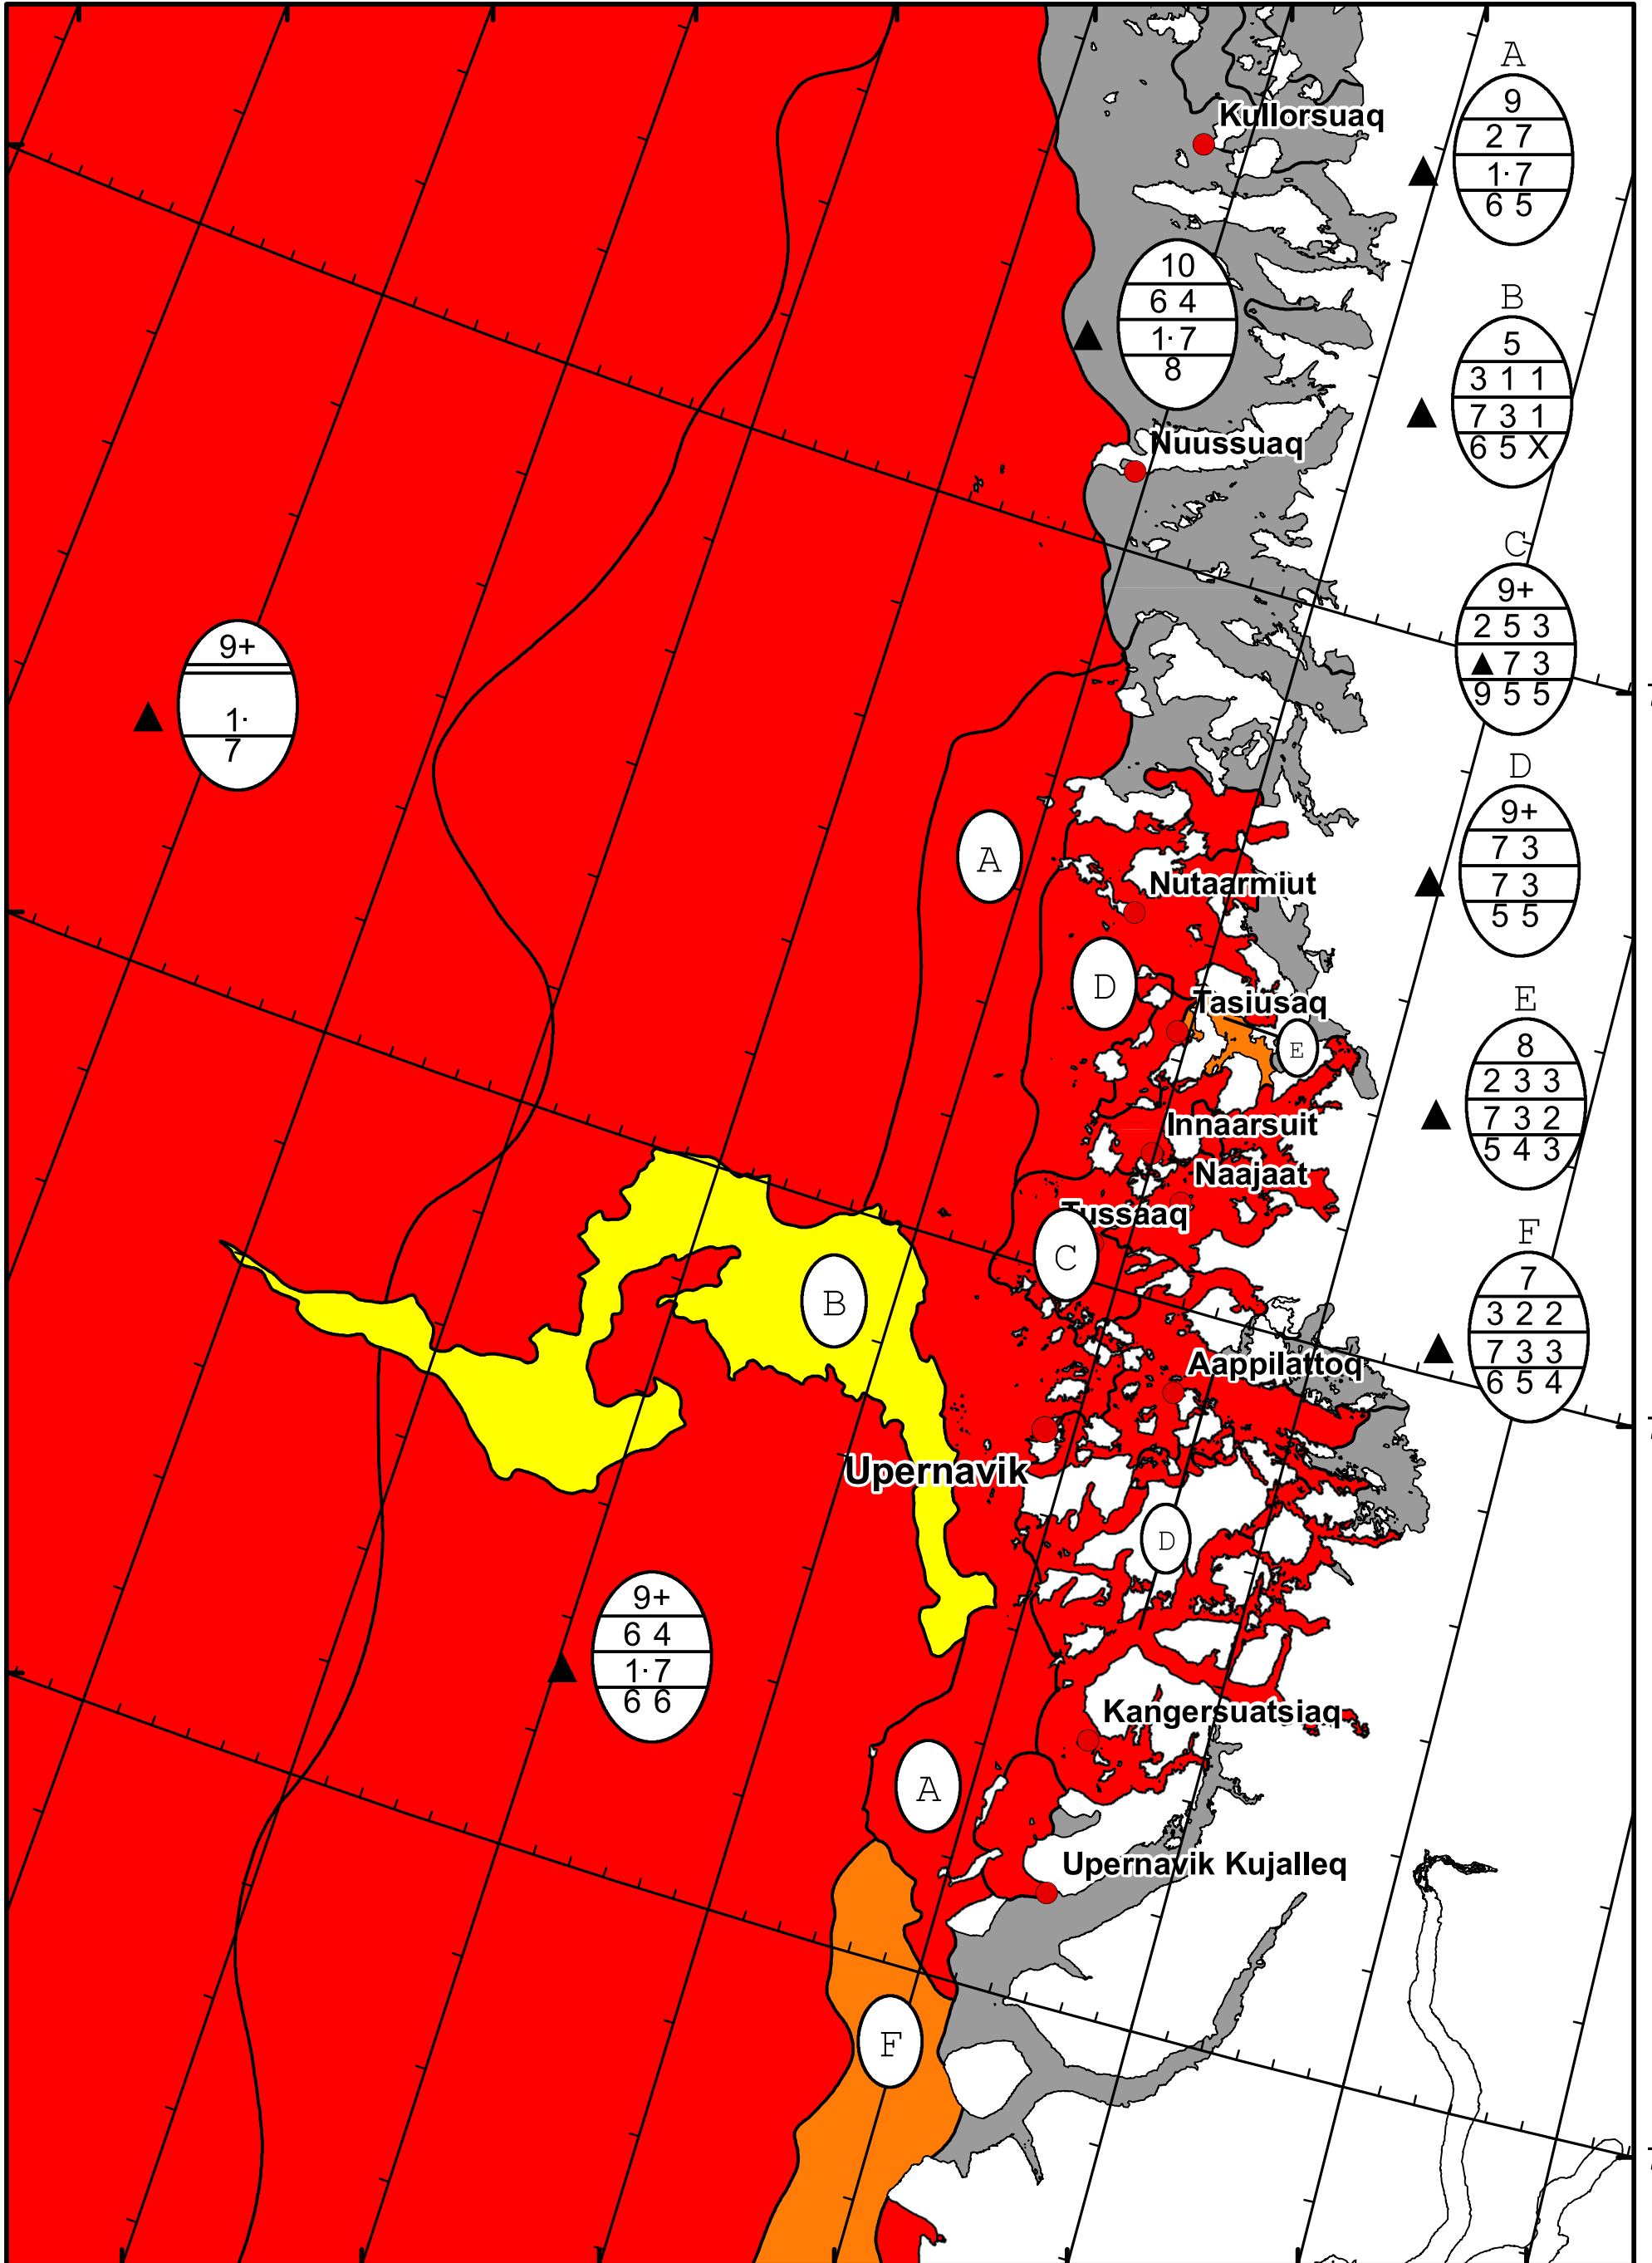 Kullorsuaq
10
6 4
1· 7
8
Nuussuaq
9+
1·
7
A
Nutaarmiut
D
Tasiusaq
E
Innaarsuit
Naajaat
Tussaaq
C
B
Aappilattoq
Upernavik
D
9+
6 4
1· 7
6 6
Kangersuatsiaq
A
Upernavik Kujalleq
F
A
9
2 7
1· 7
6 5
B
5
3 1 1
7 3 1
6 5 X
C
9+
2 5 3
▲ 7 3
9 5 5
D
9+
7 3
7 3
5 5
E
8
2 3 3
7 3 2
5 4 3
F
7
3 2 2
7 3 3
6 5 4